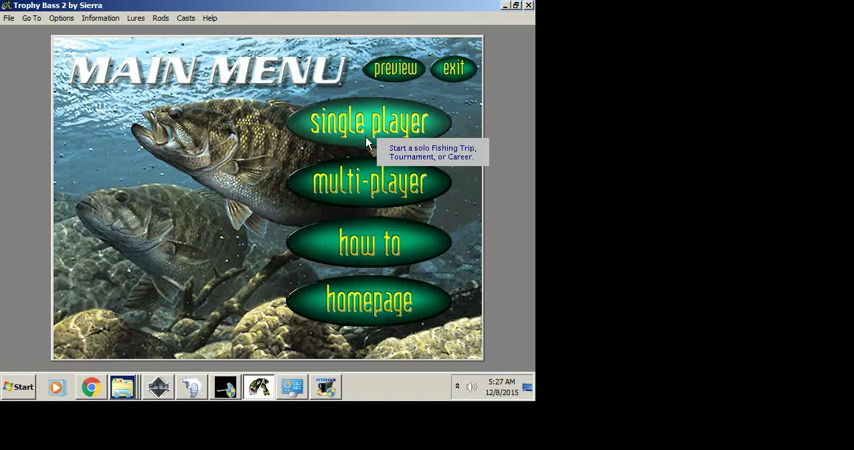 Trophy Bass 2 by Sierra
File Go To Options Information Lures Rods Casts Help
MAIN MENU
preview exit
single player
Start a solo Fishing Trip,
Tournament, or Career.
multi-player
how to
homepage
Start
5:27 AM
12/8/2015